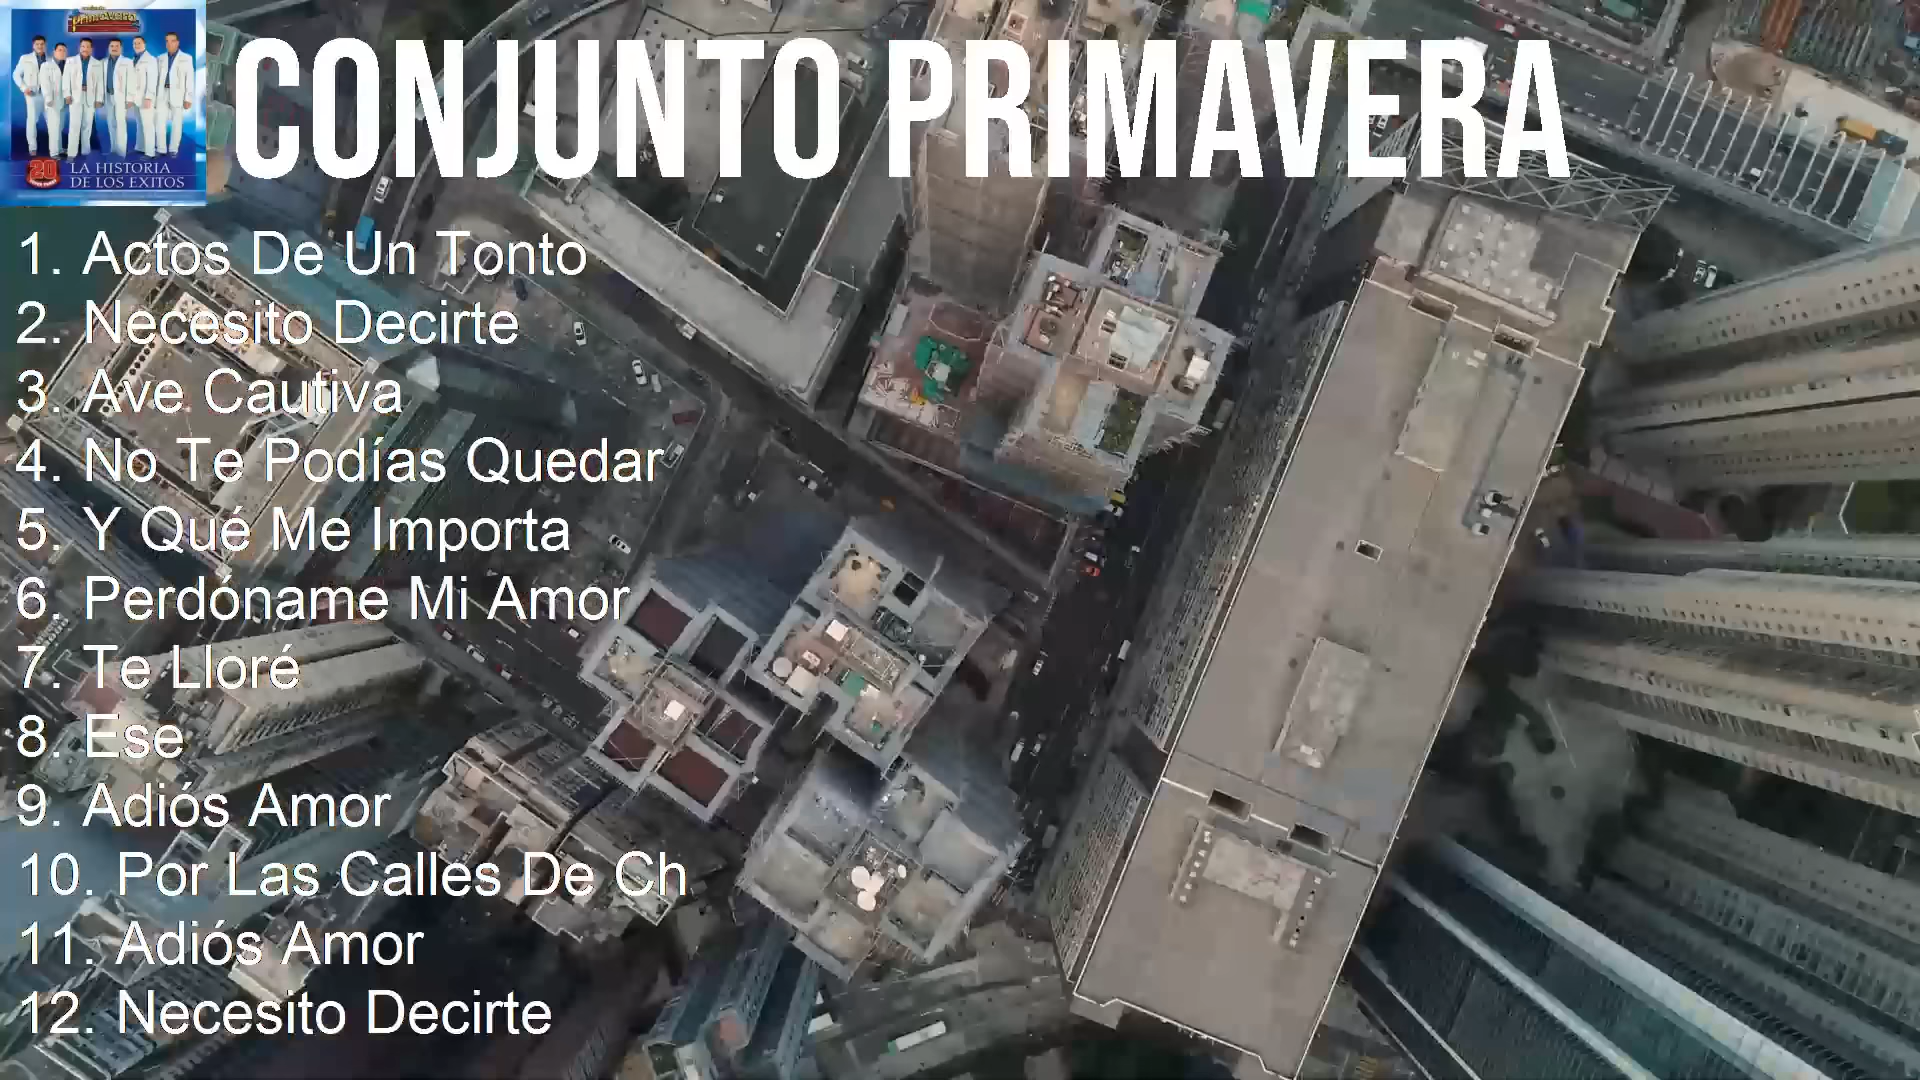 PRIMAVERA
CONJUNTO PRIMAVERA
20
LA HISTORIA
DE LOS EXITOS
1. Actos De Un Tonto
2. Necesito Decirte
3. Ave Cautiva
4. No Te Podías Quedar
5. Y Qué Me Importa
6. Perdóname Mi Amor
7. Te Lloré
8. Ese
9. Adiós Amor
10. Por Las Calles De Ch
11. Adiós Amor
12. Necesito Decirte